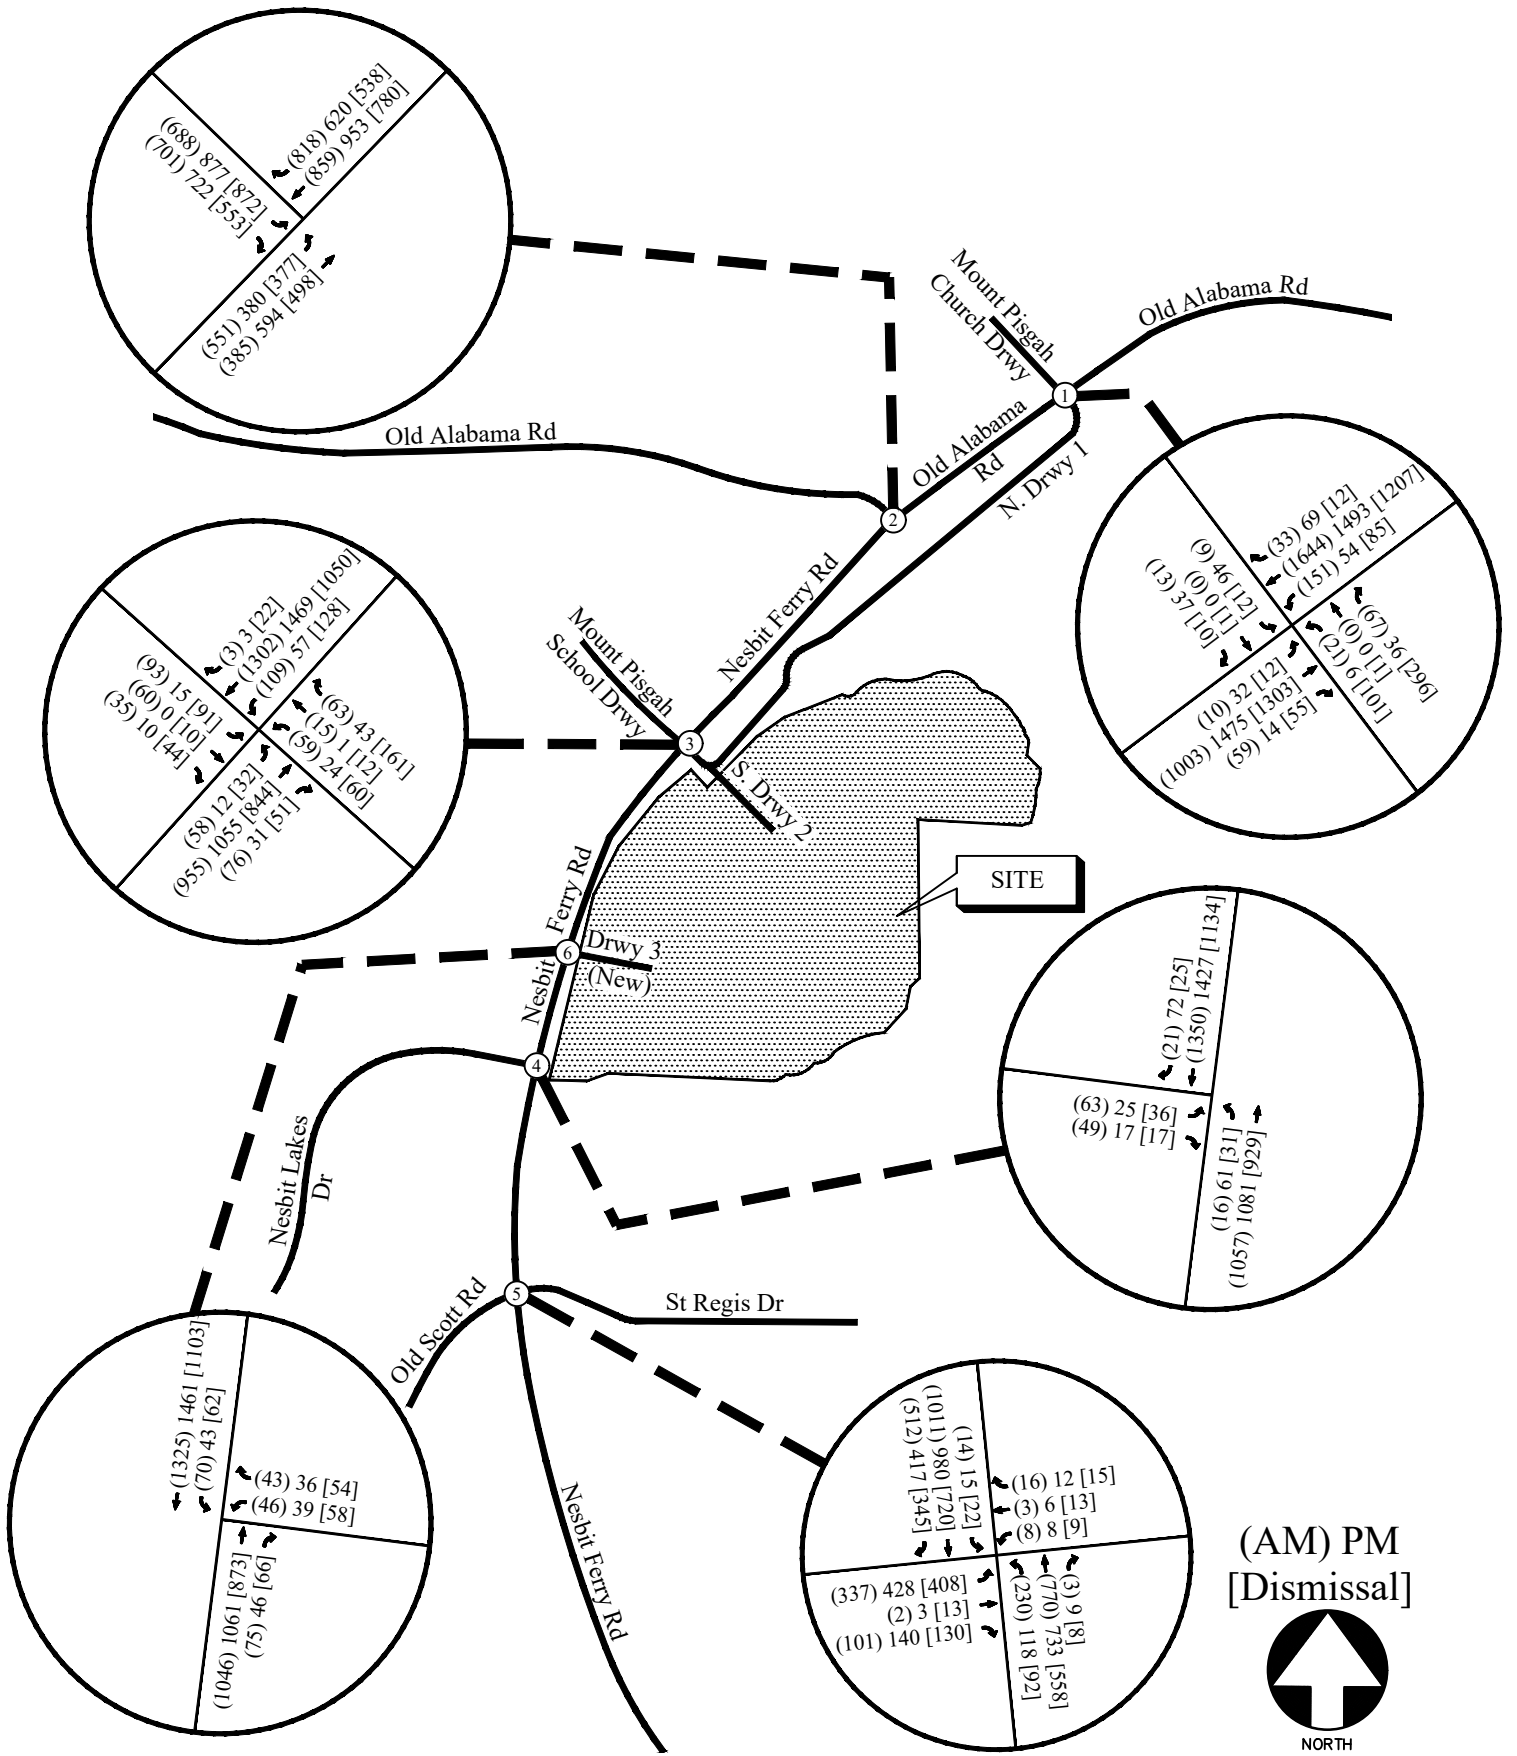 (818) 620 [538]
(859) 953 [780]
(688) 877 [872]
(701) 722 [553]
(551) 380 [377]
(385) 594 [498]
Mount Pisgah
Church Drwy
Old Alabama Rd
1
Old Alabama Rd
Old Alabama
Rd
N. Drwy 1
2
(33) 69 [12]
(1644) 1493 [1207]
(151) 54 [85]
(9) 46 [12]
(0) 0 [1]
(13) 37 [10]
(67) 36 [296]
(0) 0 [1]
(21) 6 [101]
(10) 32 [12]
(1003) 1475 [1303]
(59) 14 [55]
Nesbit Ferry Rd
Mount Pisgah
School Drwy
3
S. Drwy 2
(3) 3 [22]
(1302) 1469 [1050]
(109) 57 [128]
(93) 15 [91]
(60) 0 [10]
(35) 10 [44]
(63) 43 [161]
(15) 1 [12]
(59) 24 [60]
(58) 12 [32]
(955) 1055 [844]
(76) 31 [51]
SITE
Nesbit Ferry Rd
6
Drwy 3
(New)
4
(21) 72 [25]
(1350) 1427 [1134]
(63) 25 [36]
(49) 17 [17]
(16) 61 [31]
(1057) 1081 [929]
Nesbit Lakes
Dr
5
St Regis Dr
Old Scott Rd
(1325) 1461 [1103]
(70) 43 [62]
(43) 36 [54]
(46) 39 [58]
(1046) 1061 [873]
(75) 46 [66]
Nesbit Ferry Rd
(512) 417 [345]
(1011) 980 [720]
(14) 15 [22]
(16) 12 [15]
(3) 6 [13]
(8) 8 [9]
(337) 428 [408]
(2) 3 [13]
(101) 140 [130]
(230) 118 [92]
(770) 733 [558]
(3) 9 [8]
(AM) PM
[Dismissal]
NORTH